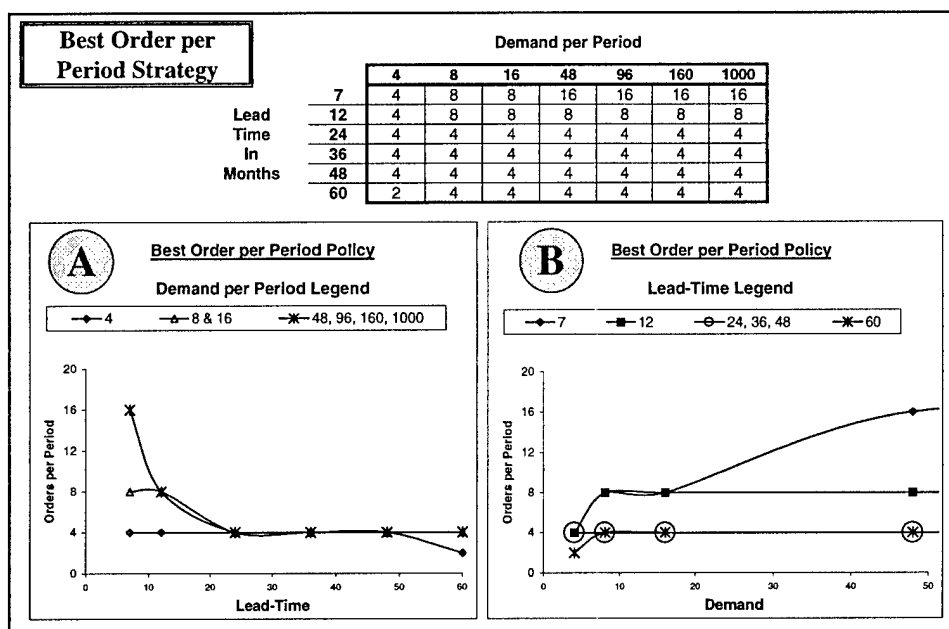 Best Order per
Period Strategy
Demand per Period
4 8 16 48 96 160 1000
7 4 8 8 16 16 16 16
Lead 12 4 8 8 8 8 8 8
Time 24 4 4 4 4 4 4 4
In 36 4 4 4 4 4 4 4
Months 48 4 4 4 4 4 4 4
60 2 4 4 4 4 4 4
A
Best Order per Period Policy
Demand per Period Legend
4 8 & 16 48, 96, 160, 1000
20
16
12
8
4
0
Orders per Period
0 10 20 30 40 50 60
Lead-Time
B
Best Order per Period Policy
Lead-Time Legend
7 12 24, 36, 48 60
20
16
12
8
4
0
Orders per Period
0 10 20 30 40 50
Demand